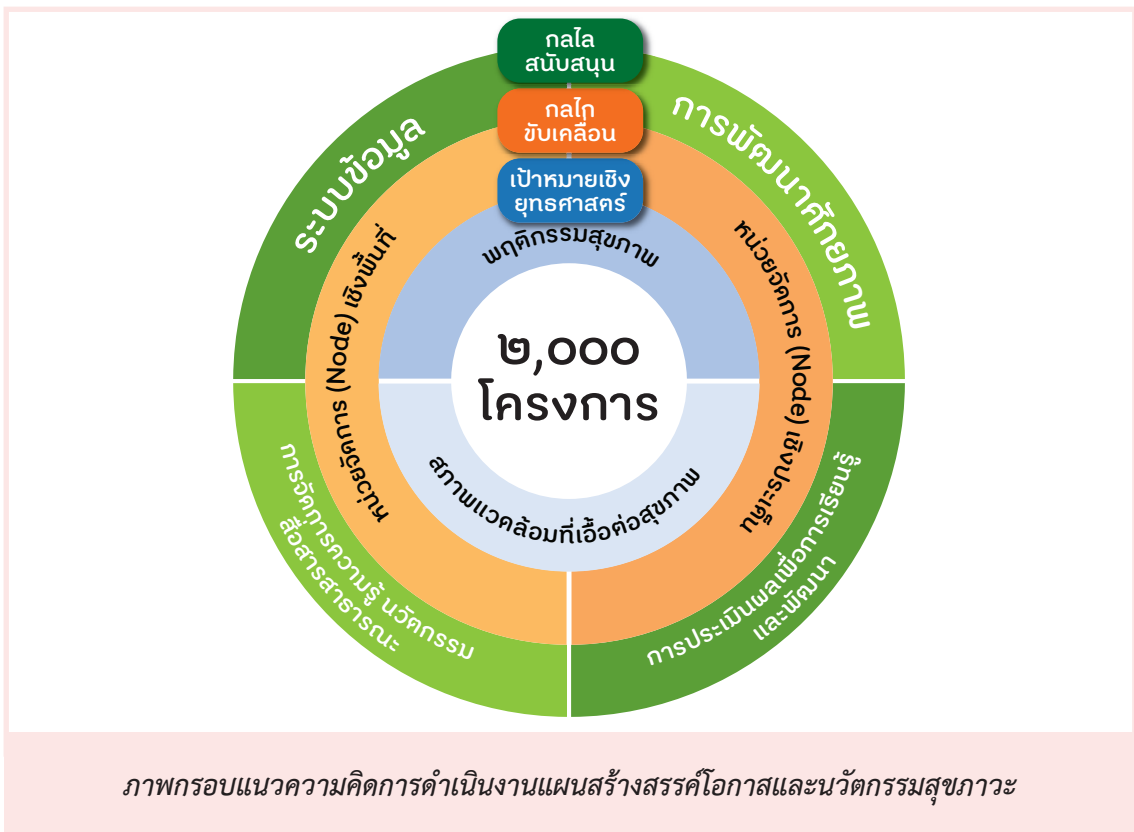 กลไล
สนับสนุน
กลไก
ขับเคลื่อน
เป้าหมายเชิง
ยุทธศาสตร์
ระบบข้อมูล
การพัฒนาศักยภาพ
หน่วยจัดการ (Node) เชิงพื้นที่
หน่วยจัดการ (Node) เชิงประเด็น
พฤติกรรมสุขภาพ
๒,๐๐๐
โครงการ
สภาพแวดล้อมที่เอื้อต่อสุขภาพ
การจัดการความรู้ นวัตกรรม
สื่อสารสาธารณะ
การประเมินผลเพื่อการเรียนรู้
และพัฒนา
ภาพกรอบแนวความคิดการดำเนินงานแผนสร้างสรรค์โอกาสและนวัตกรรมสุขภาวะ